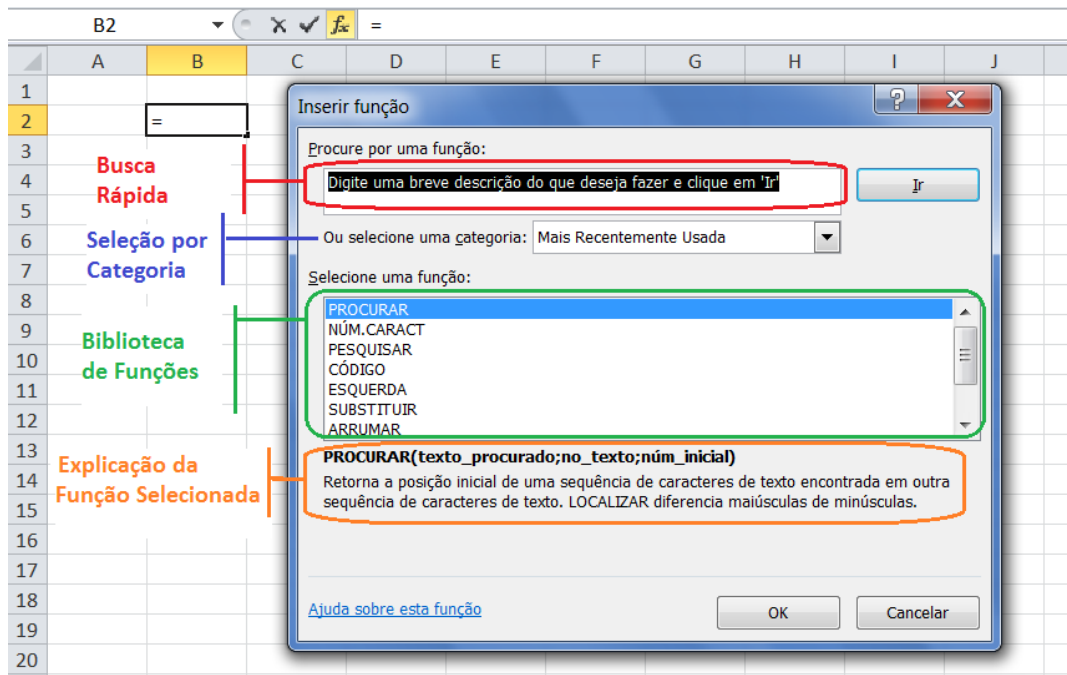 B2
fx
=
A B C D E F G H I J
1
2
=
3
4
5
6
7
8
9
10
11
12
13
14
15
16
17
18
19
20
Busca
Rápida
Seleção por
Categoria
Biblioteca
de Funções
Explicação da
Função Selecionada
Inserir função
?
X
Procure por uma função:
Digite uma breve descrição do que deseja fazer e clique em 'Ir'
Ir
Ou selecione uma categoria: Mais Recentemente Usada
Selecione uma função:
PROCURAR
NÚM.CARACT
PESQUISAR
CÓDIGO
ESQUERDA
SUBSTITUIR
ARRUMAR
PROCURAR(texto_procurado;no_texto;núm_inicial)
Retorna a posição inicial de uma sequência de caracteres de texto encontrada em outra
sequência de caracteres de texto. LOCALIZAR diferencia maiúsculas de minúsculas.
Ajuda sobre esta função
OK
Cancelar